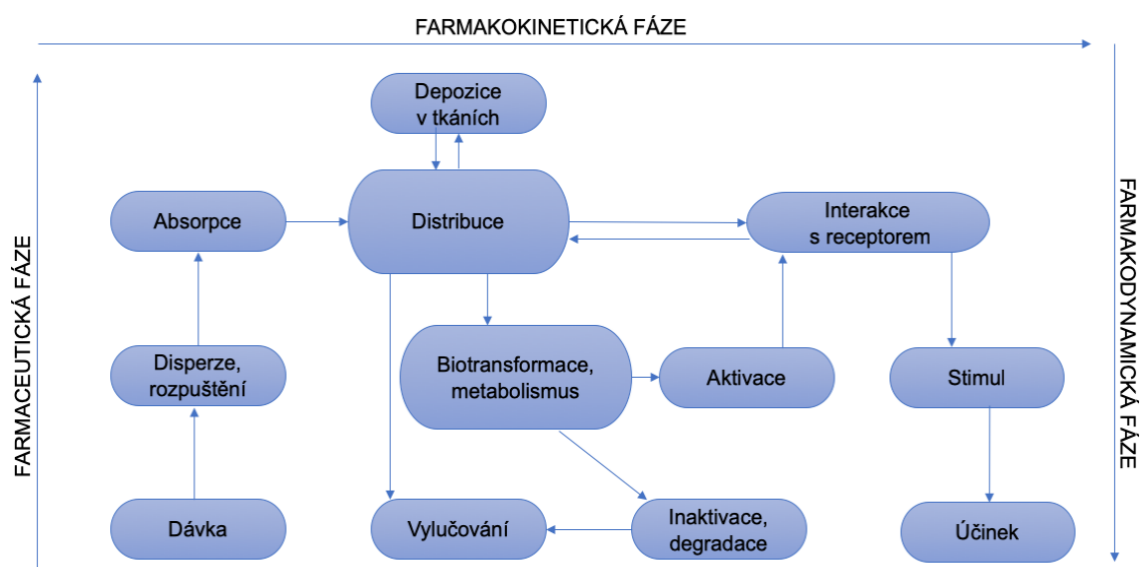 FARMAKOKINETICKÁ FÁZE
Depozice
v tkáních
Absorpce
Distribuce
Interakce
s receptorem
FARMACEUTICKÁ FÁZE
FARMAKODYNAMICKÁ FÁZE
Disperze,
rozpuštění
Biotransformace,
metabolismus
Aktivace
Stimul
Dávka
Vylučování
Inaktivace,
degradace
Účinek